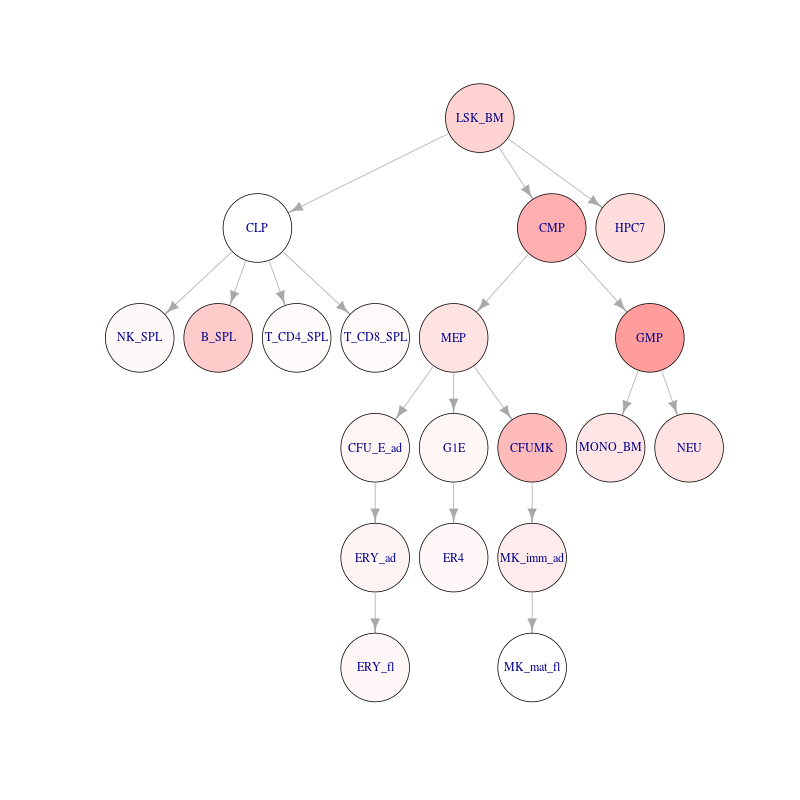 LSK_BM
CLP
CMP
HPC7
NK_SPL
B_SPL
T_CD4_SPL
T_CD8_SPL
MEP
GMP
CFU_E_ad
G1E
CFUMK
MONO_BM
NEU
ERY_ad
ER4
MK_imm_ad
ERY_fl
MK_mat_fl